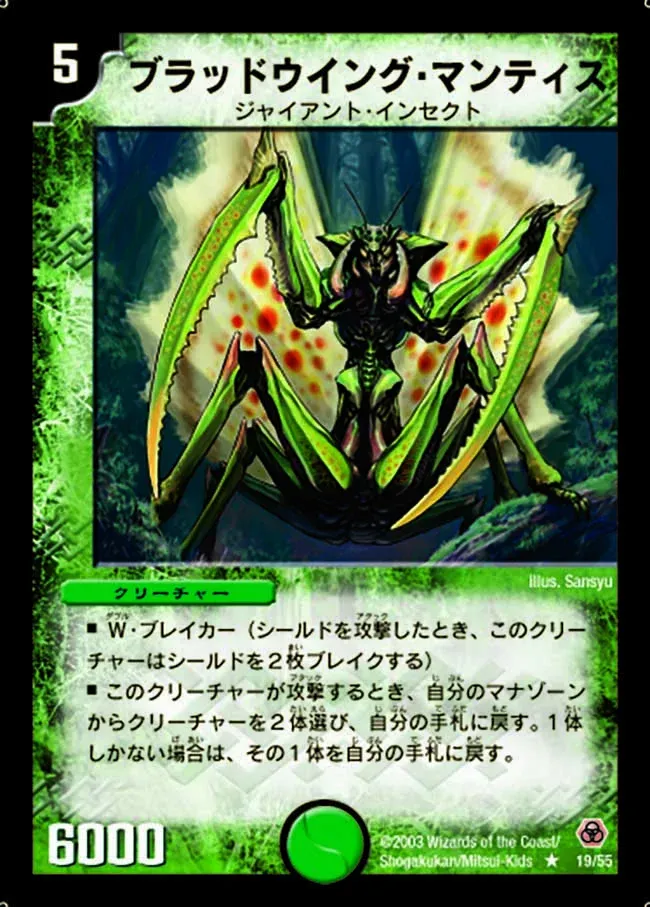 5
ブラッドウイング・マンティス
ジャイアント・インセクト
Illus. Sansyu
クリーチャー
■ W・ブレイカー（シールドを攻撃したとき、このクリー
チャーはシールドを２枚ブレイクする）
■ このクリーチャーが攻撃するとき、自分のマナゾーン
からクリーチャーを２体選び、自分の手札に戻す。１体
しかない場合は、その１体を自分の手札に戻す。
6000
©2003 Wizards of the Coast/
Shogakukan/Mitsui-Kids ★ 19/55